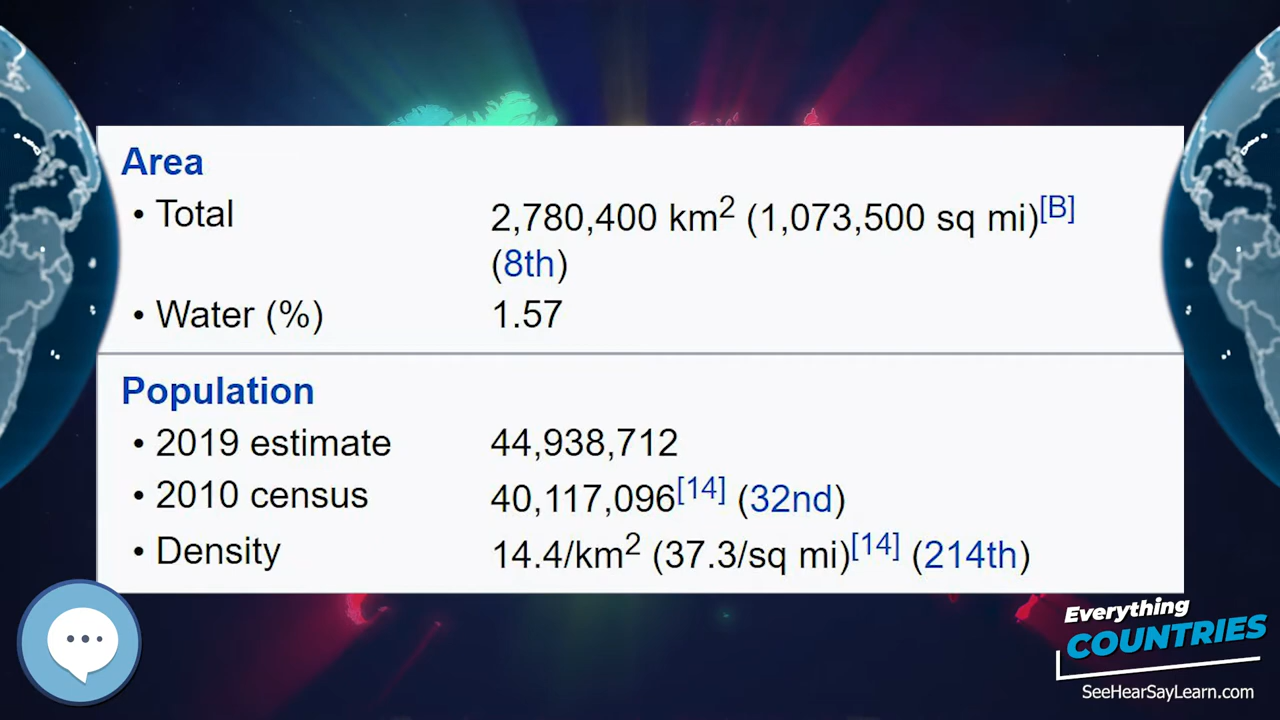 Area
• Total 2,780,400 km² (1,073,500 sq mi)[B]
(8th)
• Water (%) 1.57
Population
• 2019 estimate 44,938,712
• 2010 census 40,117,096[14] (32nd)
• Density 14.4/km² (37.3/sq mi)[14] (214th)
Everything
COUNTRIES
SeeHearSayLearn.com